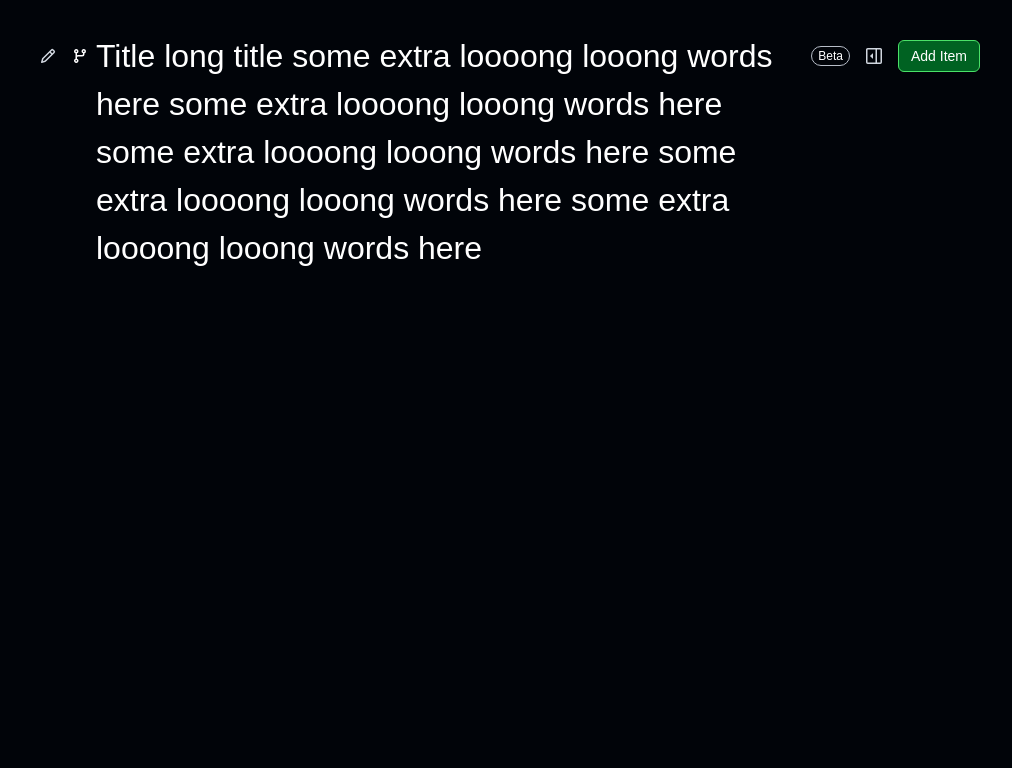 Title long title some extra loooong looong words
here some extra loooong looong words here
some extra loooong looong words here some
extra loooong looong words here some extra
loooong looong words here
Beta
Add Item